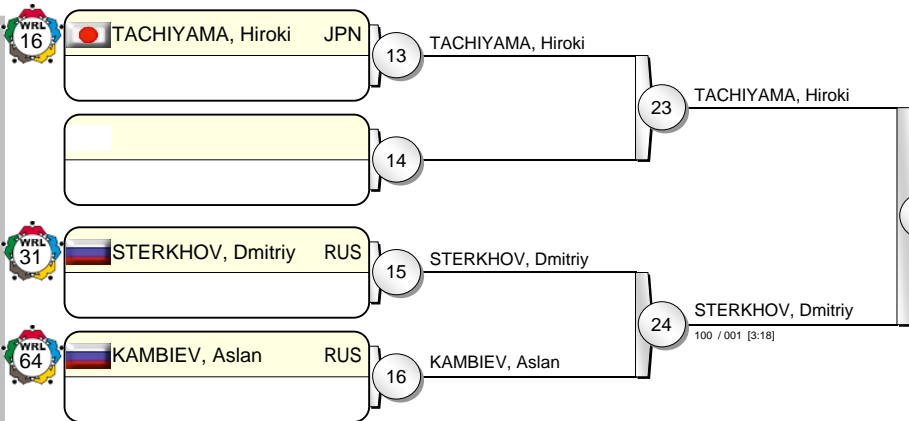 WRL
16
TACHIYAMA, Hiroki JPN
13
TACHIYAMA, Hiroki
23
TACHIYAMA, Hiroki
14
WRL
31
STERKHOV, Dmitriy RUS
15
STERKHOV, Dmitriy
24
STERKHOV, Dmitriy
100 / 001 [3:18]
WRL
64
KAMBIEV, Aslan RUS
16
KAMBIEV, Aslan